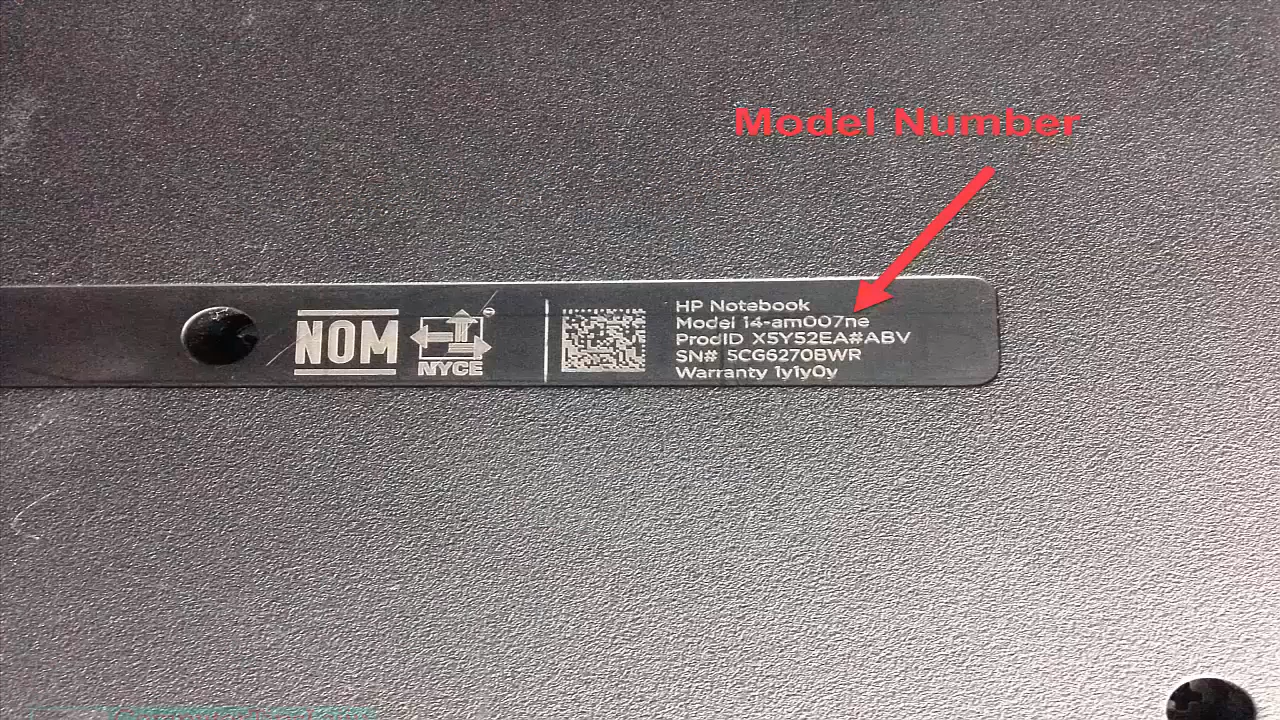 Model Number
NOM
NYCE
HP Notebook
Model 14-am007ne
ProdID X5Y52EA#ABV
SN# 5CG6270BWR
Warranty 1y1y0y